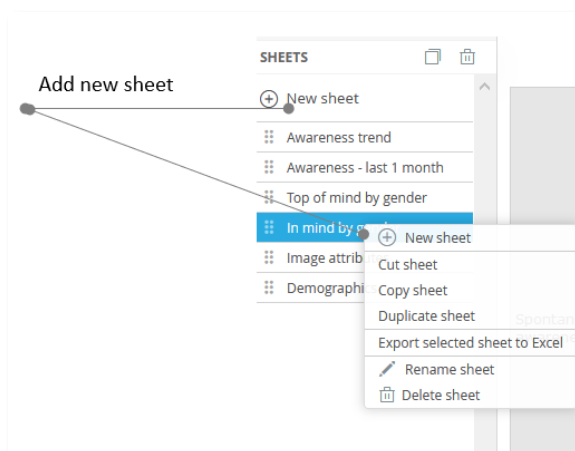 SHEETS
Add new sheet
New sheet
Awareness trend
Awareness - last 1 month
Top of mind by gender
In mind by
New sheet
Image
Cut sheet
Copy sheet
Duplicate sheet
Export selected sheet to Excel
Rename sheet
Delete sheet